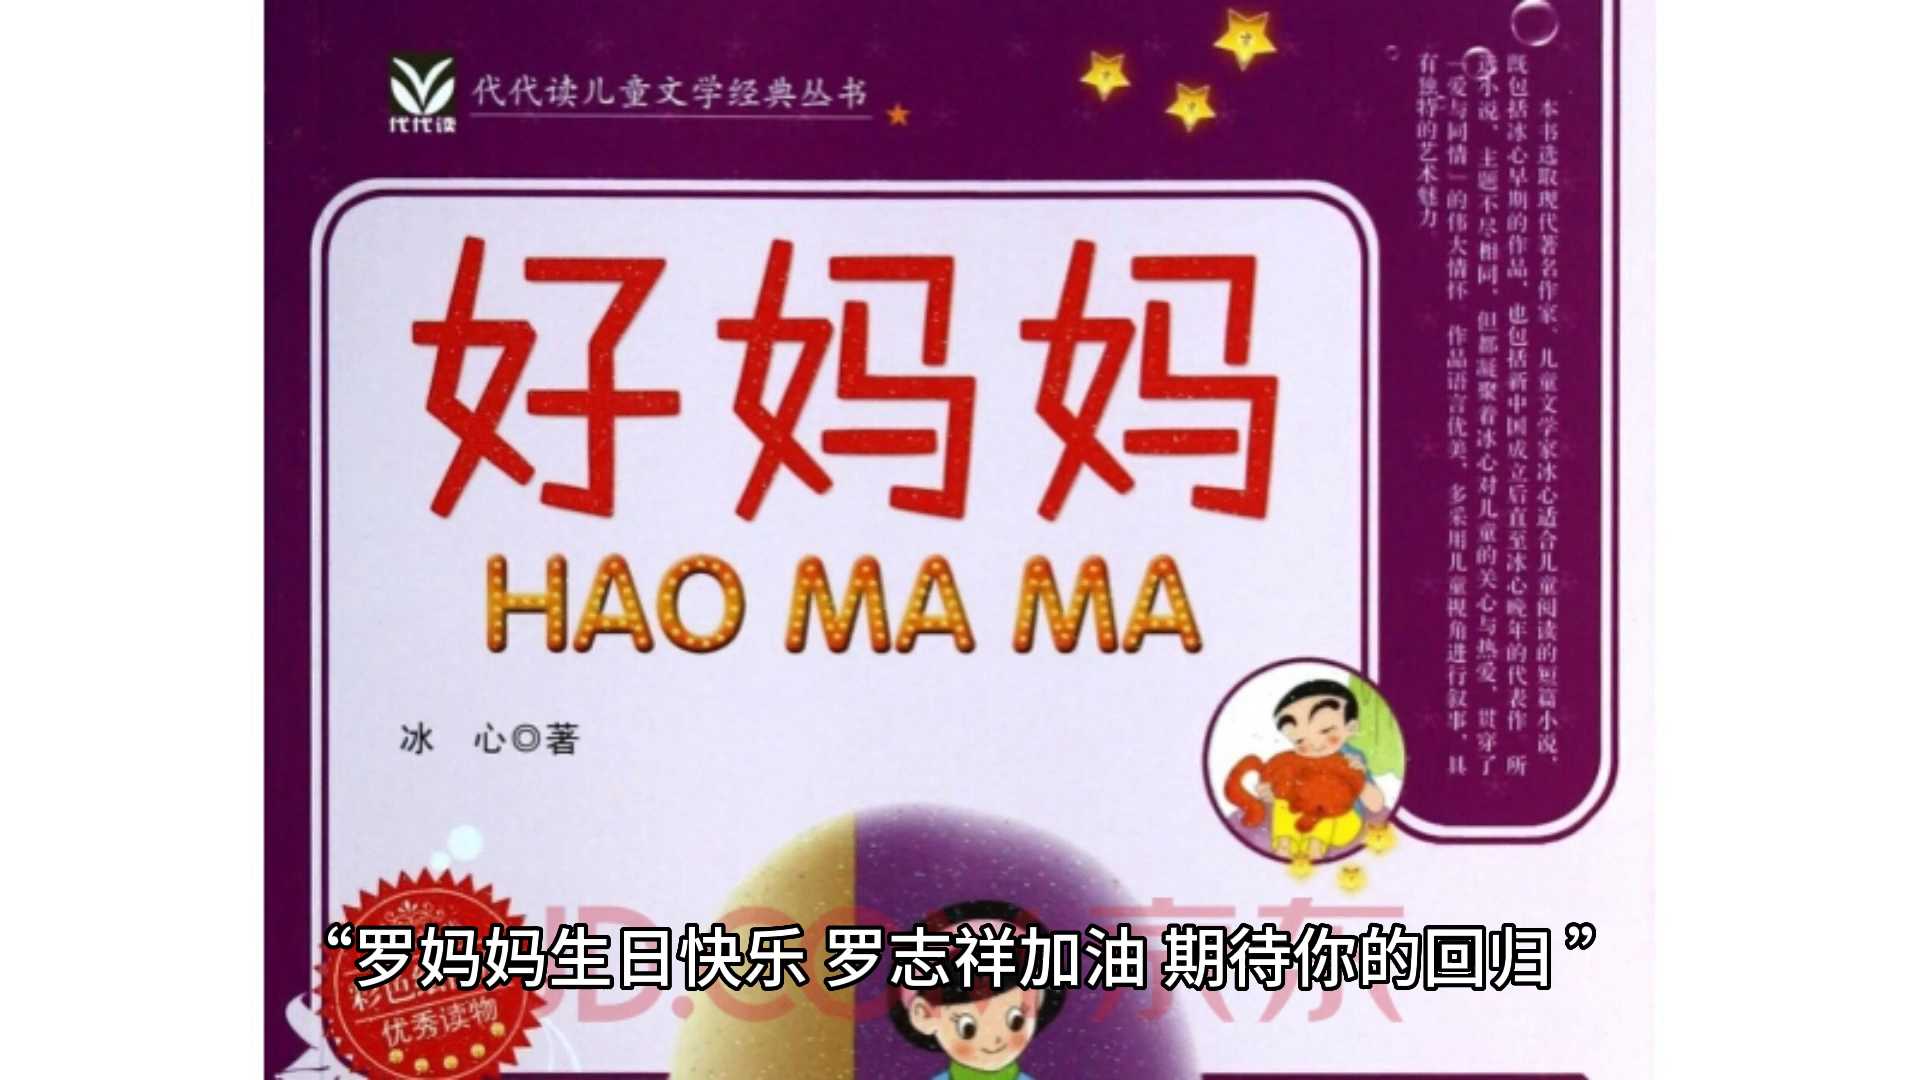 代代读儿童文学经典丛书
代代读
本书选取现代著名作家、儿童文学家冰心适合儿童阅读的短篇小说，
既包括冰心早期的作品，也包括新中国成立后直至冰心晚年的代表作 所
选小说，主题不尽相同，但都凝聚着冰心对儿童的关心与热爱，贯穿了
“爱与同情”的伟大情怀 作品语言优美，多采用儿童视角进行叙事，具
有独特的艺术魅力
好妈妈
HAO MA MA
冰 心◎著
JD.COM 京东
“罗妈妈生日快乐 罗志祥加油 期待你的回归”
优秀读物